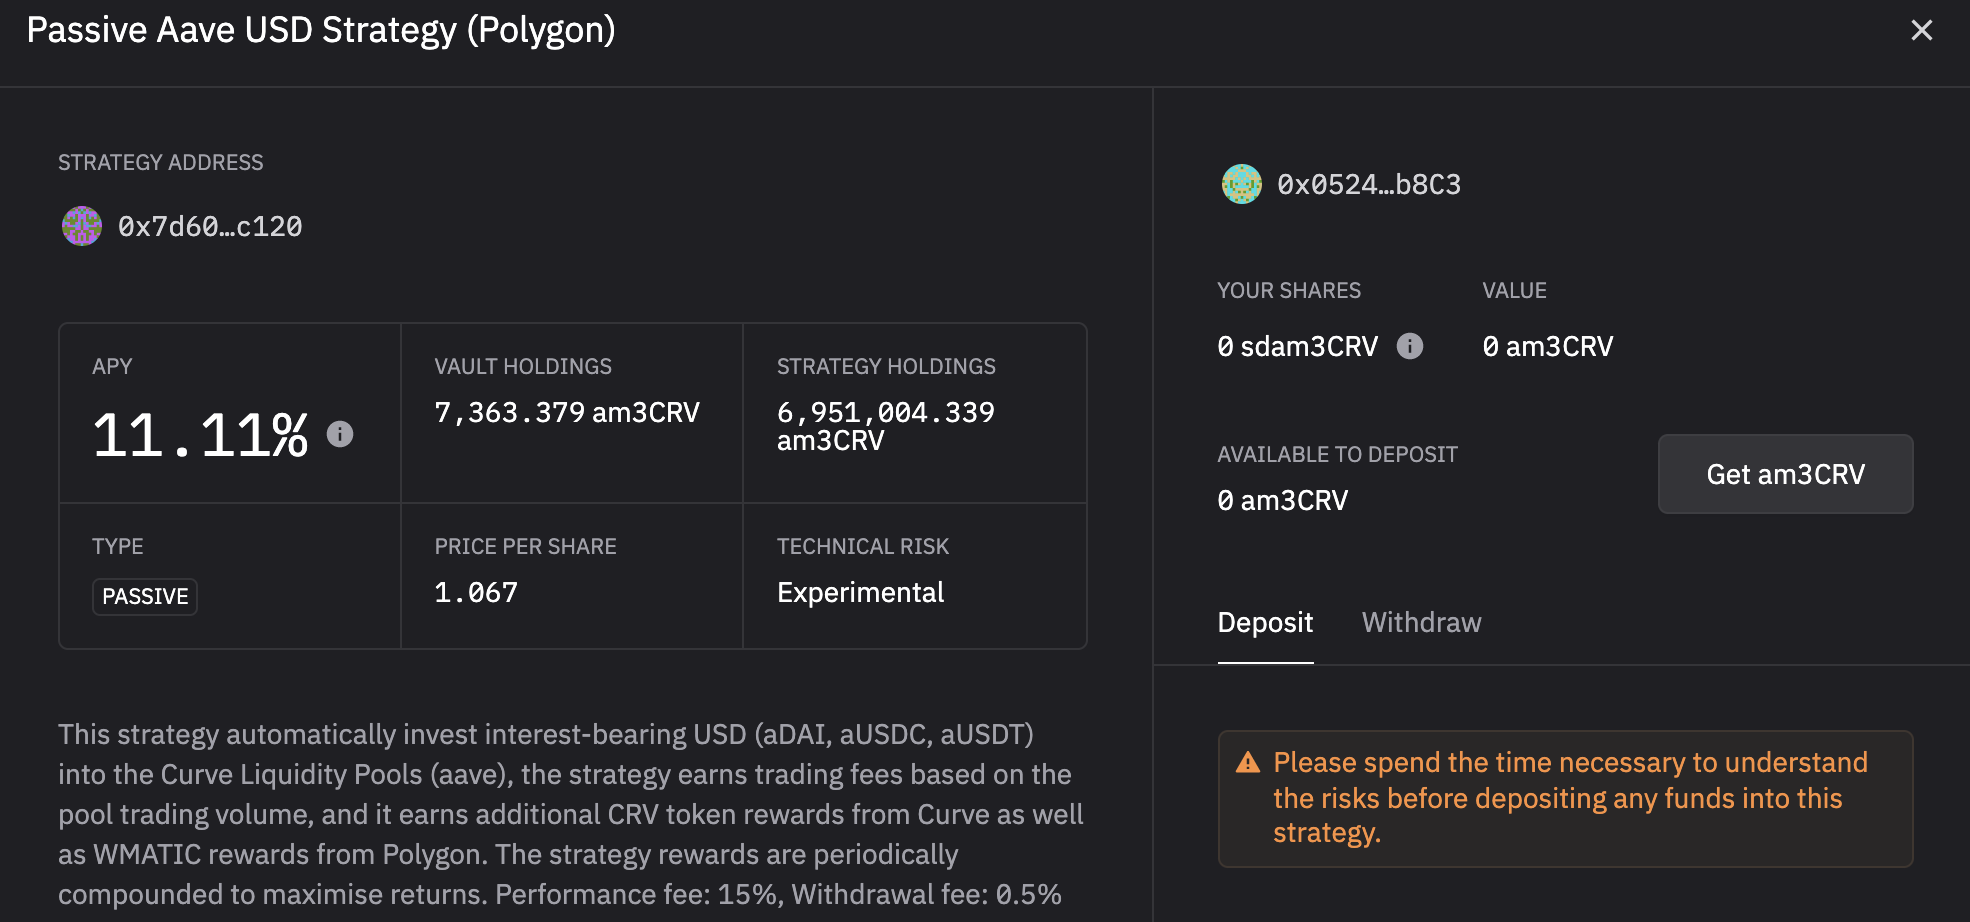 Passive Aave USD Strategy (Polygon)
STRATEGY ADDRESS
0x7d60…c120
APY
11.11%
VAULT HOLDINGS
7,363.379 am3CRV
STRATEGY HOLDINGS
6,951,004.339
am3CRV
TYPE
PASSIVE
PRICE PER SHARE
1.067
TECHNICAL RISK
Experimental
This strategy automatically invest interest-bearing USD (aDAI, aUSDC, aUSDT)
into the Curve Liquidity Pools (aave), the strategy earns trading fees based on the
pool trading volume, and it earns additional CRV token rewards from Curve as well
as WMATIC rewards from Polygon. The strategy rewards are periodically
compounded to maximise returns. Performance fee: 15%, Withdrawal fee: 0.5%
0x0524…b8C3
YOUR SHARES
0 sdam3CRV
VALUE
0 am3CRV
AVAILABLE TO DEPOSIT
0 am3CRV
Get am3CRV
Deposit
Withdraw
Please spend the time necessary to understand
the risks before depositing any funds into this
strategy.